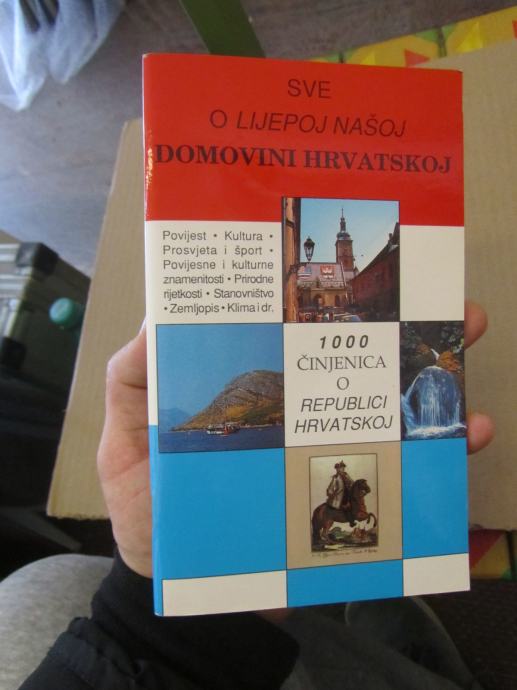 SVE
O LIJEPOJ NAŠOJ
DOMOVINI HRVATSKOJ
Povijest • Kultura •
Prosvjeta i šport •
Povijesne i kulturne
znamenitosti • Prirodne
rijetkosti • Stanovništvo
• Zemljopis • Klima i dr.
1000
ČINJENICA
O
REPUBLICI
HRVATSKOJ